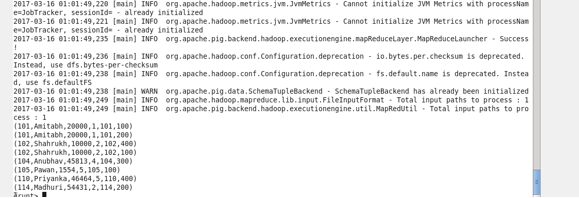 2017-03-16 01:01:49,220 [main] INFO  org.apache.hadoop.metrics.jvm.JvmMetrics - Cannot initialize JVM Metrics with processNam
e=JobTracker, sessionId= - already initialized
2017-03-16 01:01:49,221 [main] INFO  org.apache.hadoop.metrics.jvm.JvmMetrics - Cannot initialize JVM Metrics with processNam
e=JobTracker, sessionId= - already initialized
2017-03-16 01:01:49,235 [main] INFO  org.apache.pig.backend.hadoop.executionengine.mapReduceLayer.MapReduceLauncher - Success
!
2017-03-16 01:01:49,236 [main] INFO  org.apache.hadoop.conf.Configuration.deprecation - io.bytes.per.checksum is deprecated.
Instead, use dfs.bytes-per-checksum
2017-03-16 01:01:49,238 [main] INFO  org.apache.hadoop.conf.Configuration.deprecation - fs.default.name is deprecated. Instea
d, use fs.defaultFS
2017-03-16 01:01:49,238 [main] WARN  org.apache.pig.data.SchemaTupleBackend - SchemaTupleBackend has already been initialized
2017-03-16 01:01:49,249 [main] INFO  org.apache.hadoop.mapreduce.lib.input.FileInputFormat - Total input paths to process : 1
2017-03-16 01:01:49,249 [main] INFO  org.apache.pig.backend.hadoop.executionengine.util.MapRedUtil - Total input paths to pro
cess : 1
(101,Amitabh,20000,1,101,100)
(101,Amitabh,20000,1,101,200)
(102,Shahrukh,10000,2,102,400)
(102,Shahrukh,10000,2,102,100)
(104,Anubhav,45813,4,104,300)
(105,Pawan,1554,5,105,100)
(110,Priyanka,46464,5,110,400)
(114,Madhuri,54431,2,114,200)
grunt>